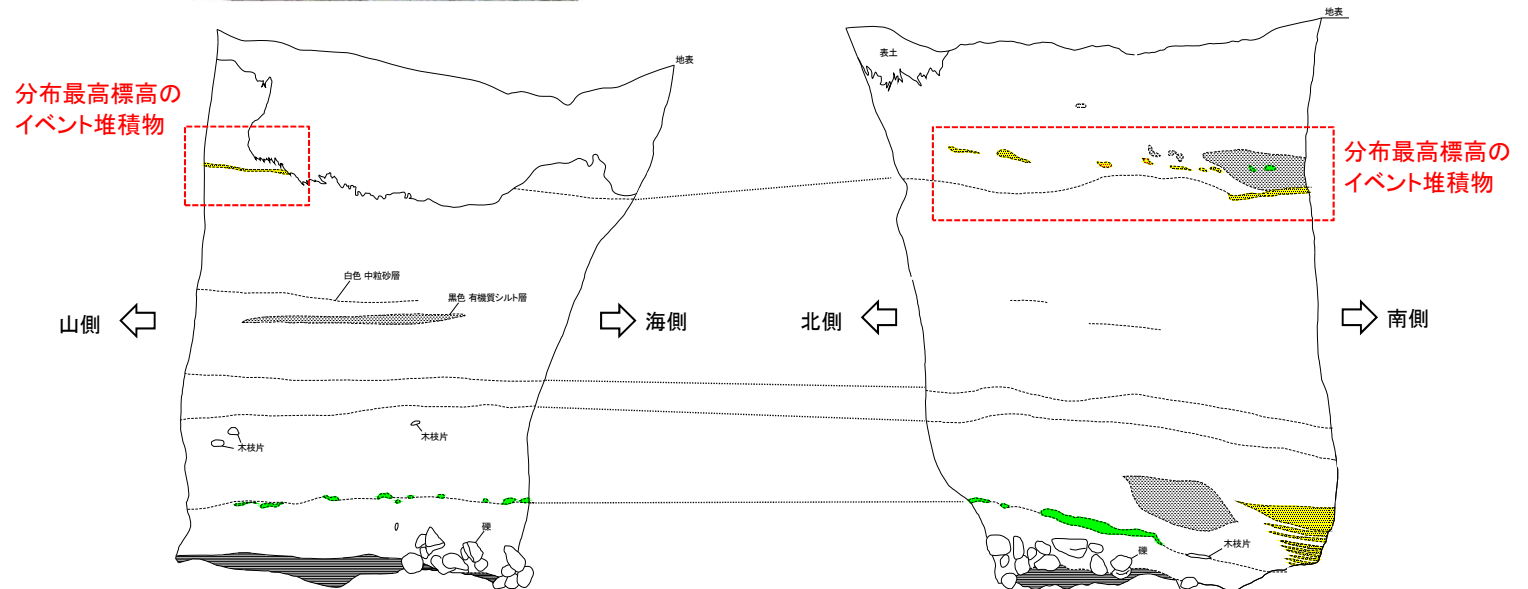 分布最高標高の
イベント堆積物
地表
白色 中粒砂層
黒色 有機質シルト層
山側
海側
木枝片
木枝片
礫
地表
表土
分布最高標高の
イベント堆積物
北側
南側
木枝片
礫